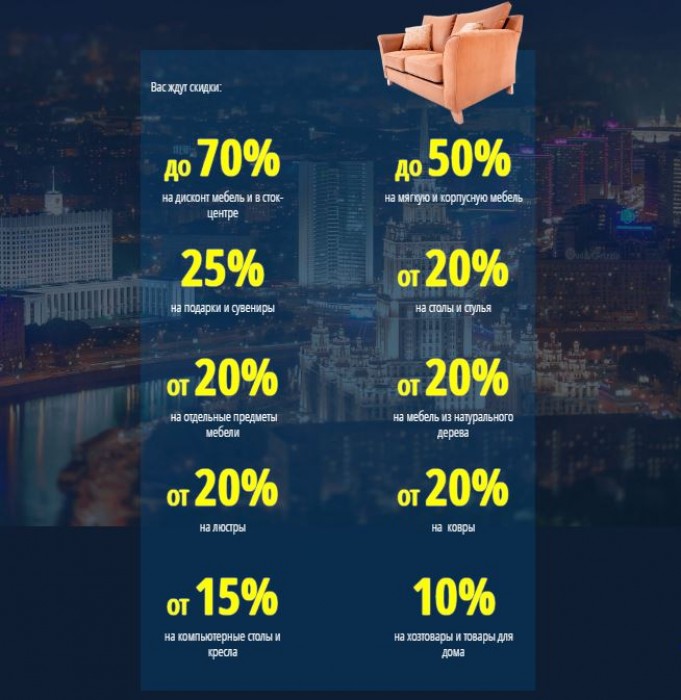 Вас ждут скидки:
до 70%
на дисконт мебель и в сток-
центре
до 50%
на мягкую и корпусную мебель
25%
на подарки и сувениры
от 20%
на столы и стулья
от 20%
на отдельные предметы
мебели
от 20%
на мебель из натурального
дерева
от 20%
на люстры
от 20%
на ковры
от 15%
на компьютерные столы и
кресла
10%
на хозтовары и товары для
дома